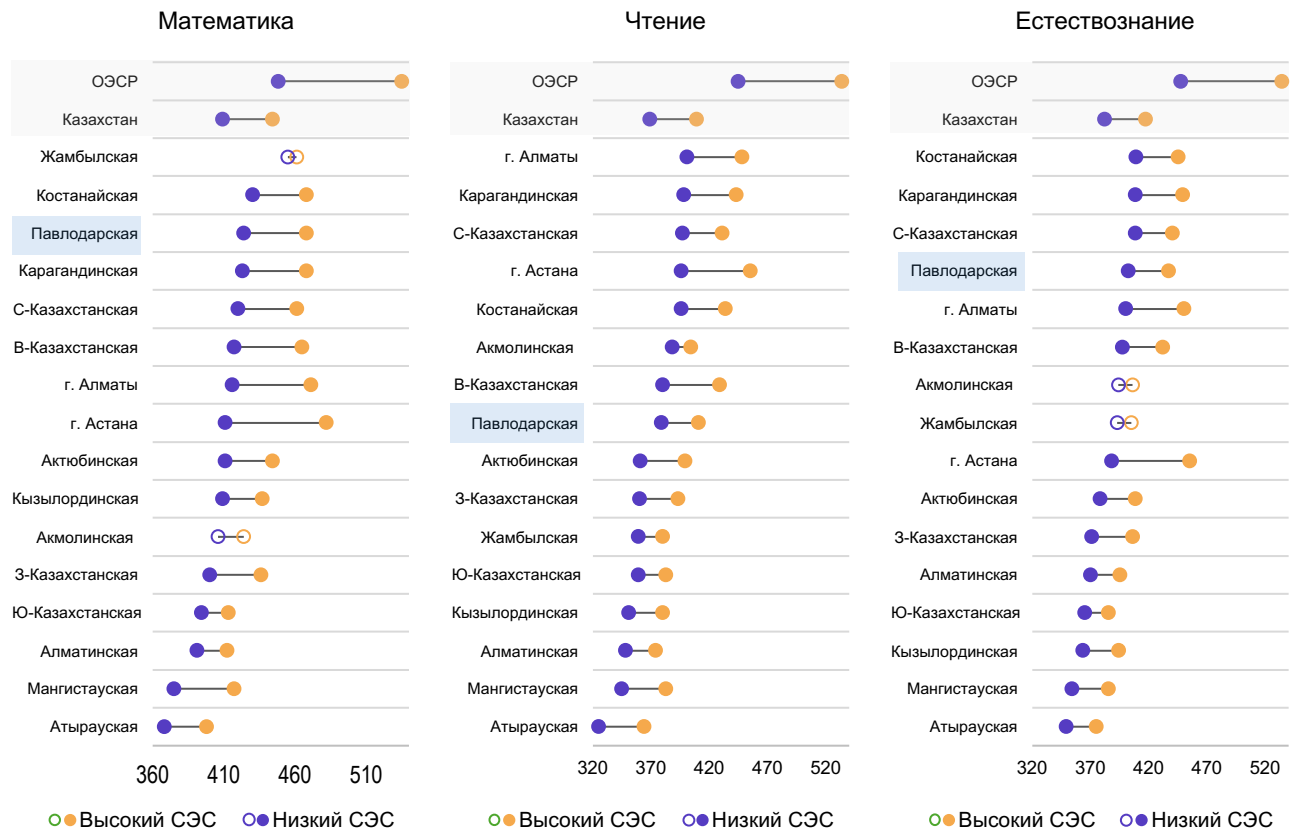 Математика
ОЭСР
Казахстан
Жамбылская
Костанайская
Павлодарская
Карагандинская
С-Казахстанская
В-Казахстанская
г. Алматы
г. Астана
Актюбинская
Кызылординская
Акмолинская
З-Казахстанская
Ю-Казахстанская
Алматинская
Мангистауская
Атырауская
360 410 460 510
Высокий СЭС Низкий СЭС
Чтение
ОЭСР
Казахстан
г. Алматы
Карагандинская
С-Казахстанская
г. Астана
Костанайская
Акмолинская
В-Казахстанская
Павлодарская
Актюбинская
З-Казахстанская
Жамбылская
Ю-Казахстанская
Кызылординская
Алматинская
Мангистауская
Атырауская
320 370 420 470 520
Высокий СЭС Низкий СЭС
Естествознание
ОЭСР
Казахстан
Костанайская
Карагандинская
С-Казахстанская
Павлодарская
г. Алматы
В-Казахстанская
Акмолинская
Жамбылская
г. Астана
Актюбинская
З-Казахстанская
Алматинская
Ю-Казахстанская
Кызылординская
Мангистауская
Атырауская
320 370 420 470 520
Высокий СЭС Низкий СЭС